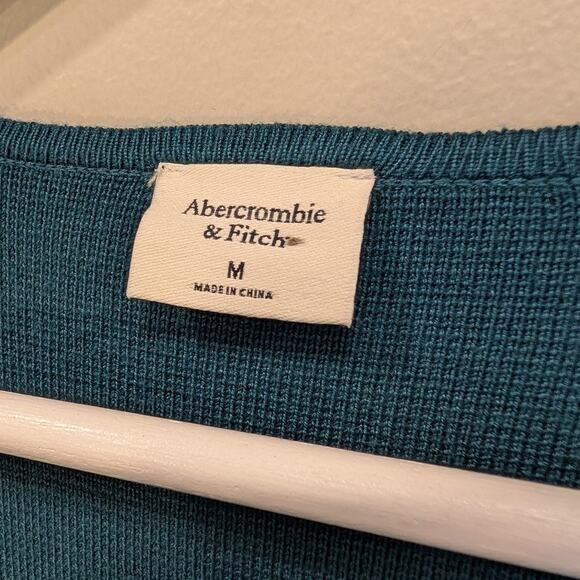 Abercrombie
& Fitch
M
MADE IN CHINA